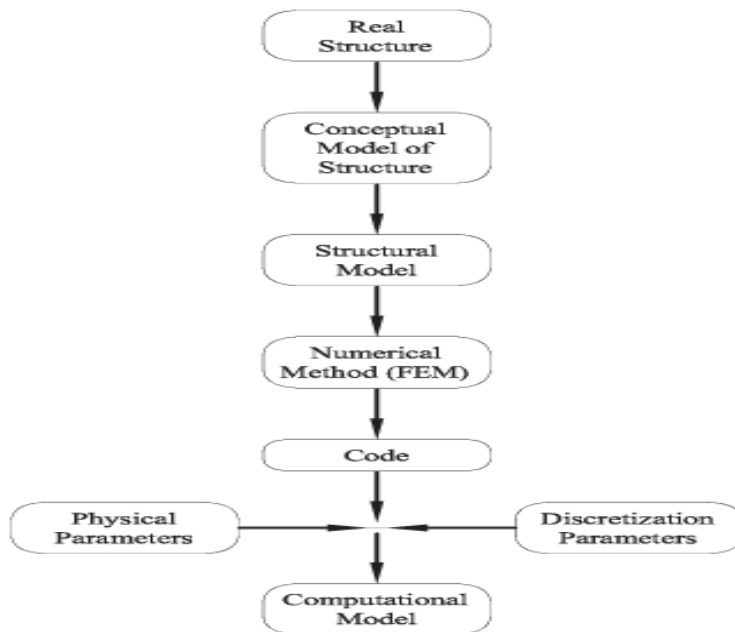 Real
Structure
Conceptual
Model of
Structure
Structural
Model
Numerical
Method (FEM)
Code
Physical
Parameters
Discretization
Parameters
Computational
Model